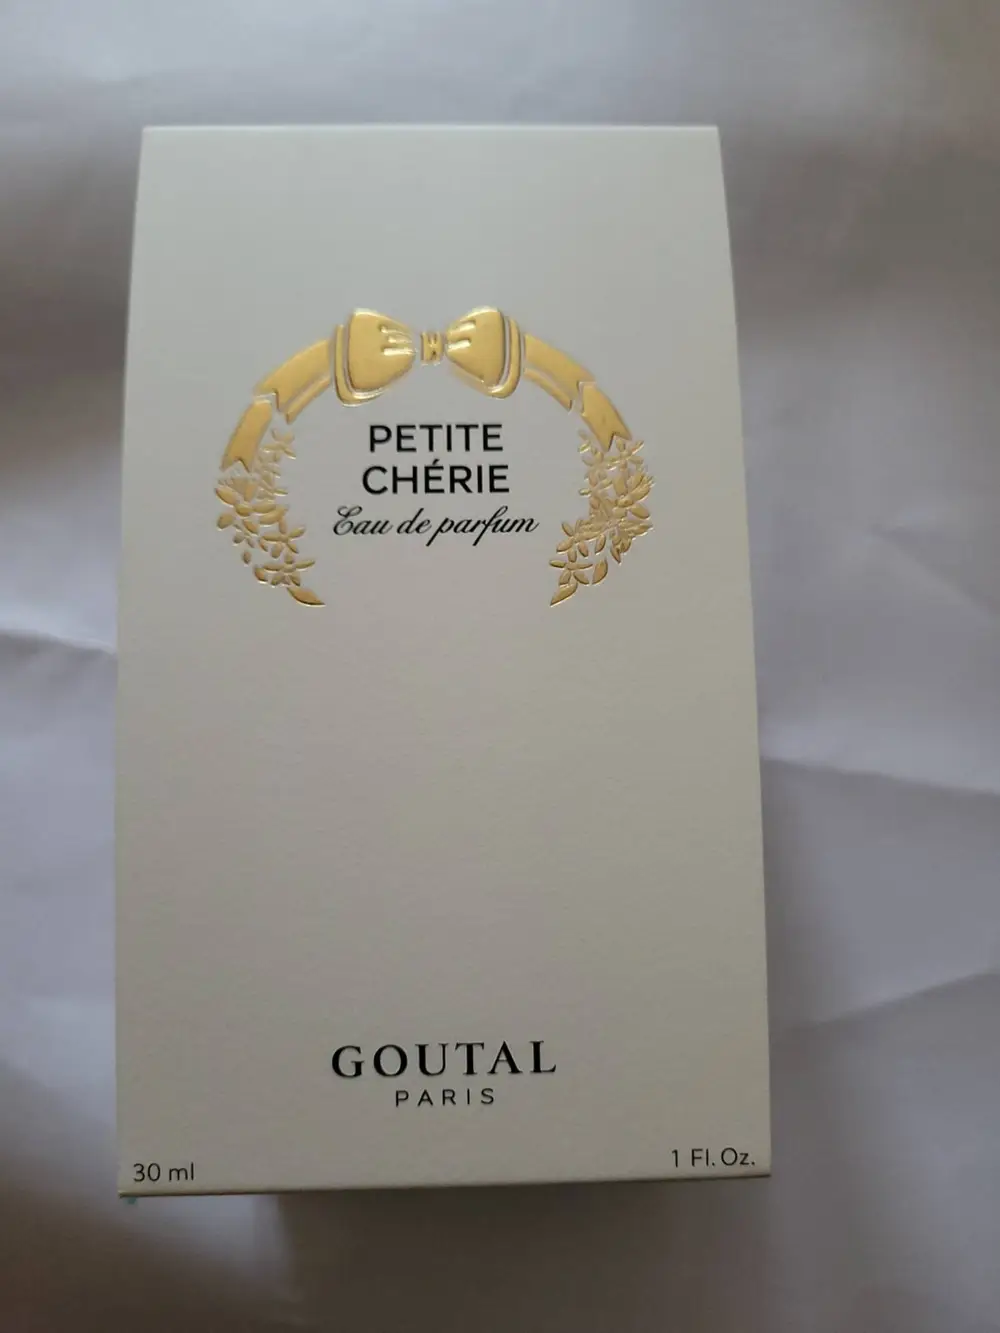 PETITE
CHÉRIE
Eau de parfum
GOUTAL
PARIS
30 ml
1 Fl. Oz.